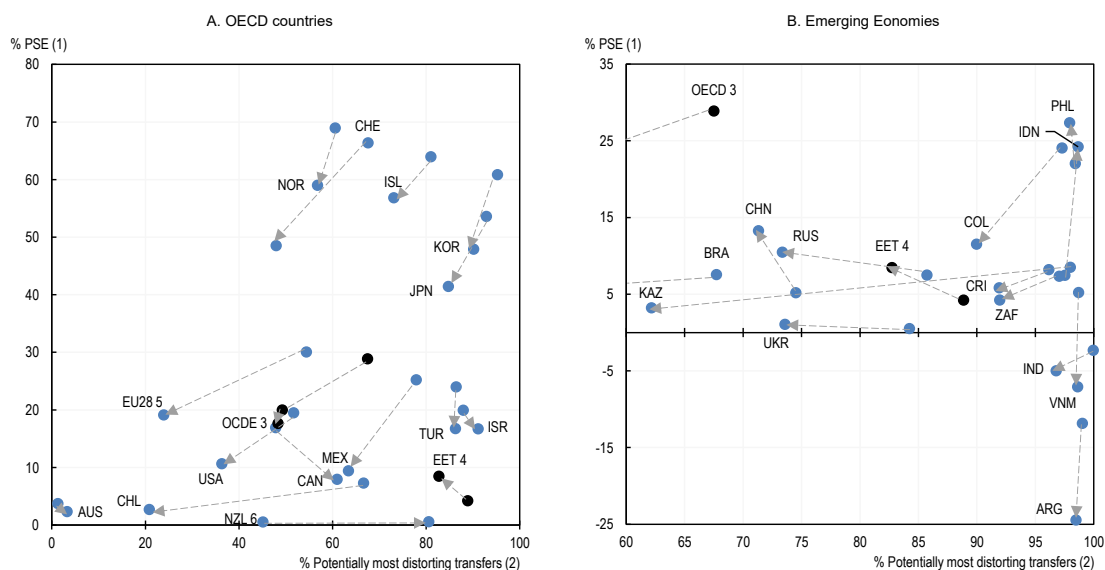 A. OECD countries
% PSE (1)
80
70
60
50
40
30
20
10
0
CHE
NOR
ISL
KOR
JPN
EU28 5
OCDE 3
TUR
ISR
USA
MEX
CAN
EET 4
CHL
AUS
NZL 6
0 20 40 60 80 100
% Potentially most distorting transfers (2)
B. Emerging Eonomies
% PSE (1)
35
25
15
5
-5
-15
-25
OECD 3
PHL
IDN
CHN
COL
RUS
EET 4
BRA
CRI
KAZ
ZAF
UKR
IND
VNM
ARG
60 65 70 75 80 85 90 95 100
% Potentially most distorting transfers (2)